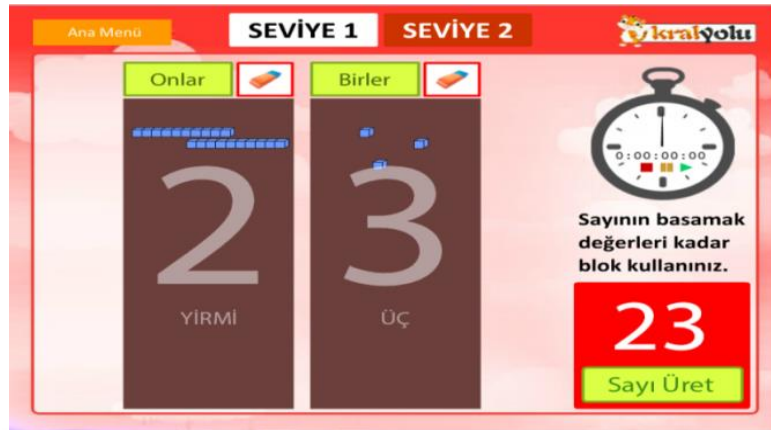 Ana Menü
SEVİYE 1
SEVİYE 2
kralyolu
Onlar
Birler
2
3
YİRMİ
ÜÇ
0:00:00:00
Sayının basamak
değerleri kadar
blok kullanınız.
23
Sayı Üret